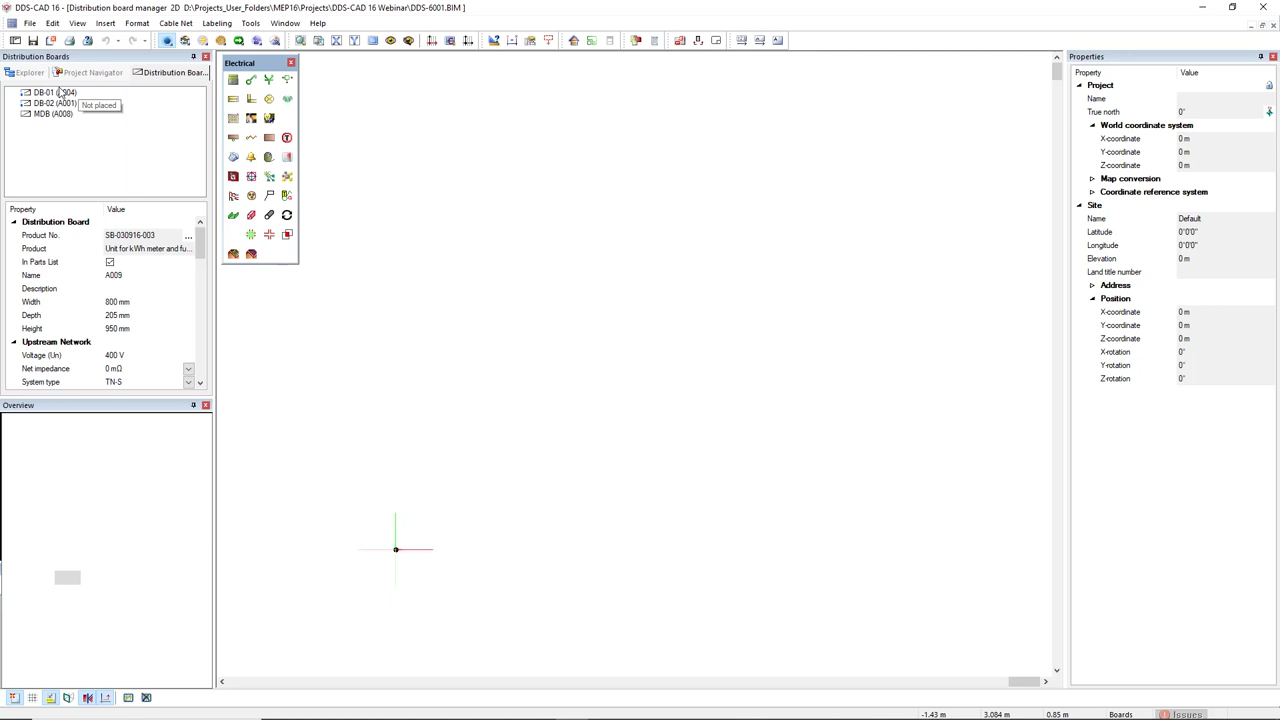 DDS-CAD 16 - [Distribution board manager  2D  D:\Projects_User_Folders\MEP16\Projects\DDS-CAD 16 Webinar\DDS-6001.BIM ]
File Edit View Insert Format Cable Net Labeling Tools Window Help
Distribution Boards
Explorer Project Navigator Distribution Boar...
DB-01
DB-02 (A001)
Not placed
MDB (A008)
Property Value
Distribution Board
Product No. SB-030916-003 ...
Product Unit for kWh meter and fu...
In Parts List
Name A009
Description
Width 800 mm
Depth 205 mm
Height 950 mm
Upstream Network
Voltage (Un) 400 V
Net impedance 0 mΩ
System type TN-S
Overview
Electrical
Properties
Property Value
Project
Name
True north 0°
World coordinate system
X-coordinate 0 m
Y-coordinate 0 m
Z-coordinate 0 m
Map conversion
Coordinate reference system
Site
Name Default
Latitude 0°0'0"
Longitude 0°0'0"
Elevation 0 m
Land title number
Address
Position
X-coordinate 0 m
Y-coordinate 0 m
Z-coordinate 0 m
X-rotation 0°
Y-rotation 0°
Z-rotation 0°
-1.43 m 3.084 m 0.85 m Boards Issues